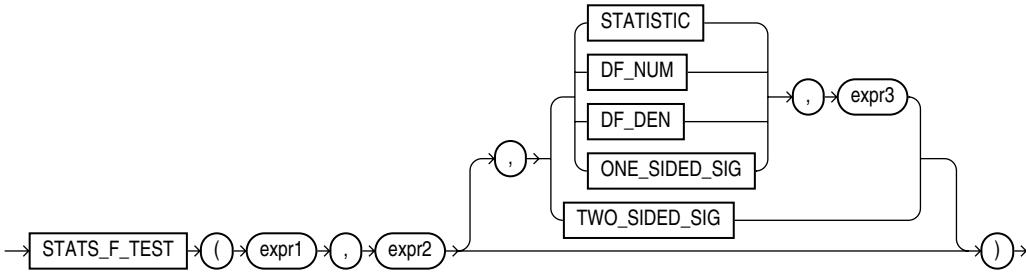 STATISTIC
DF_NUM
, expr3
DF_DEN
, ONE_SIDED_SIG
TWO_SIDED_SIG
STATS_F_TEST ( expr1 , expr2 )